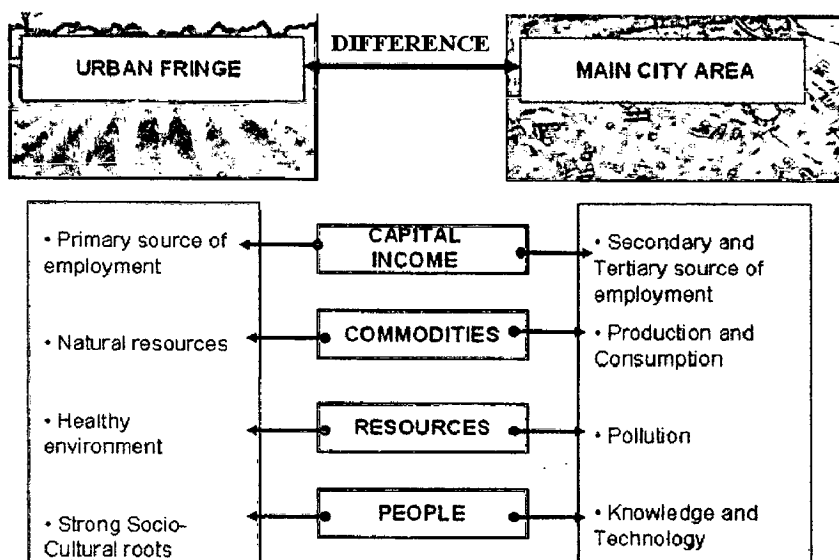 DIFFERENCE
URBAN FRINGE
MAIN CITY AREA
• Primary source of
employment
CAPITAL
INCOME
• Secondary and
Tertiary source of
employment
• Natural resources
COMMODITIES
• Production and
Consumption
• Healthy
environment
RESOURCES
• Pollution
• Strong Socio-
Cultural roots
PEOPLE
• Knowledge and
Technology